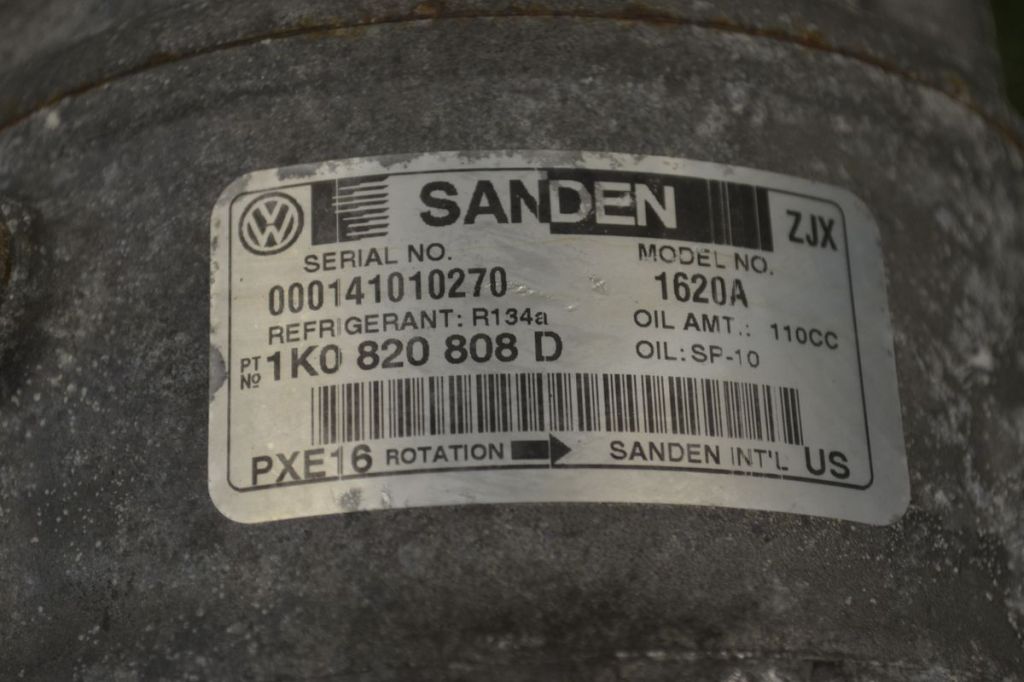 VW SANDEN ZJX
SERIAL NO. MODEL NO.
000141010270 1620A
REFRIGERANT: R134a OIL AMT.: 110CC
PT NO 1K0 820 808 D OIL: SP-10
PXE16 ROTATION SANDEN INT'L US